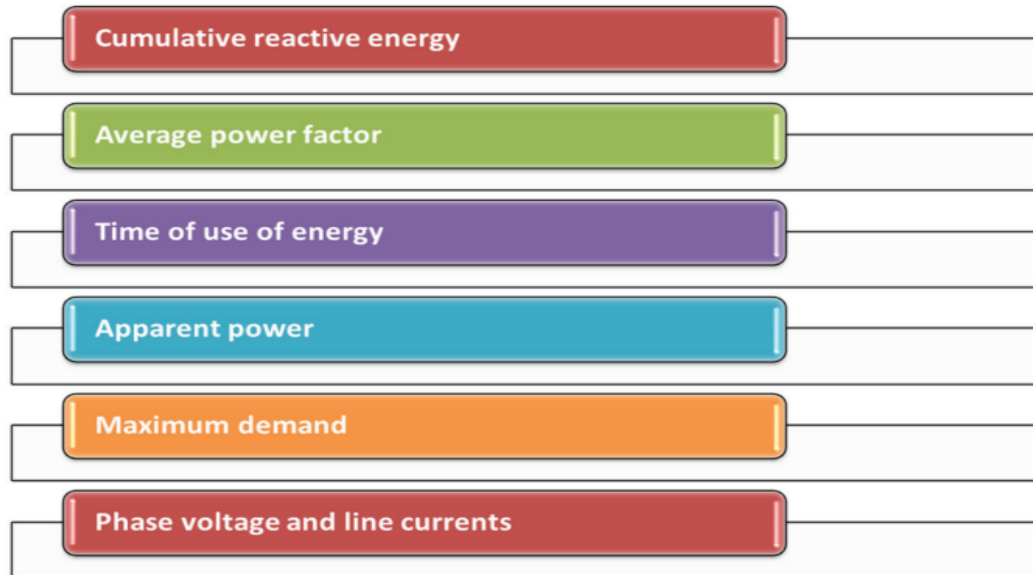 Cumulative reactive energy
Average power factor
Time of use of energy
Apparent power
Maximum demand
Phase voltage and line currents